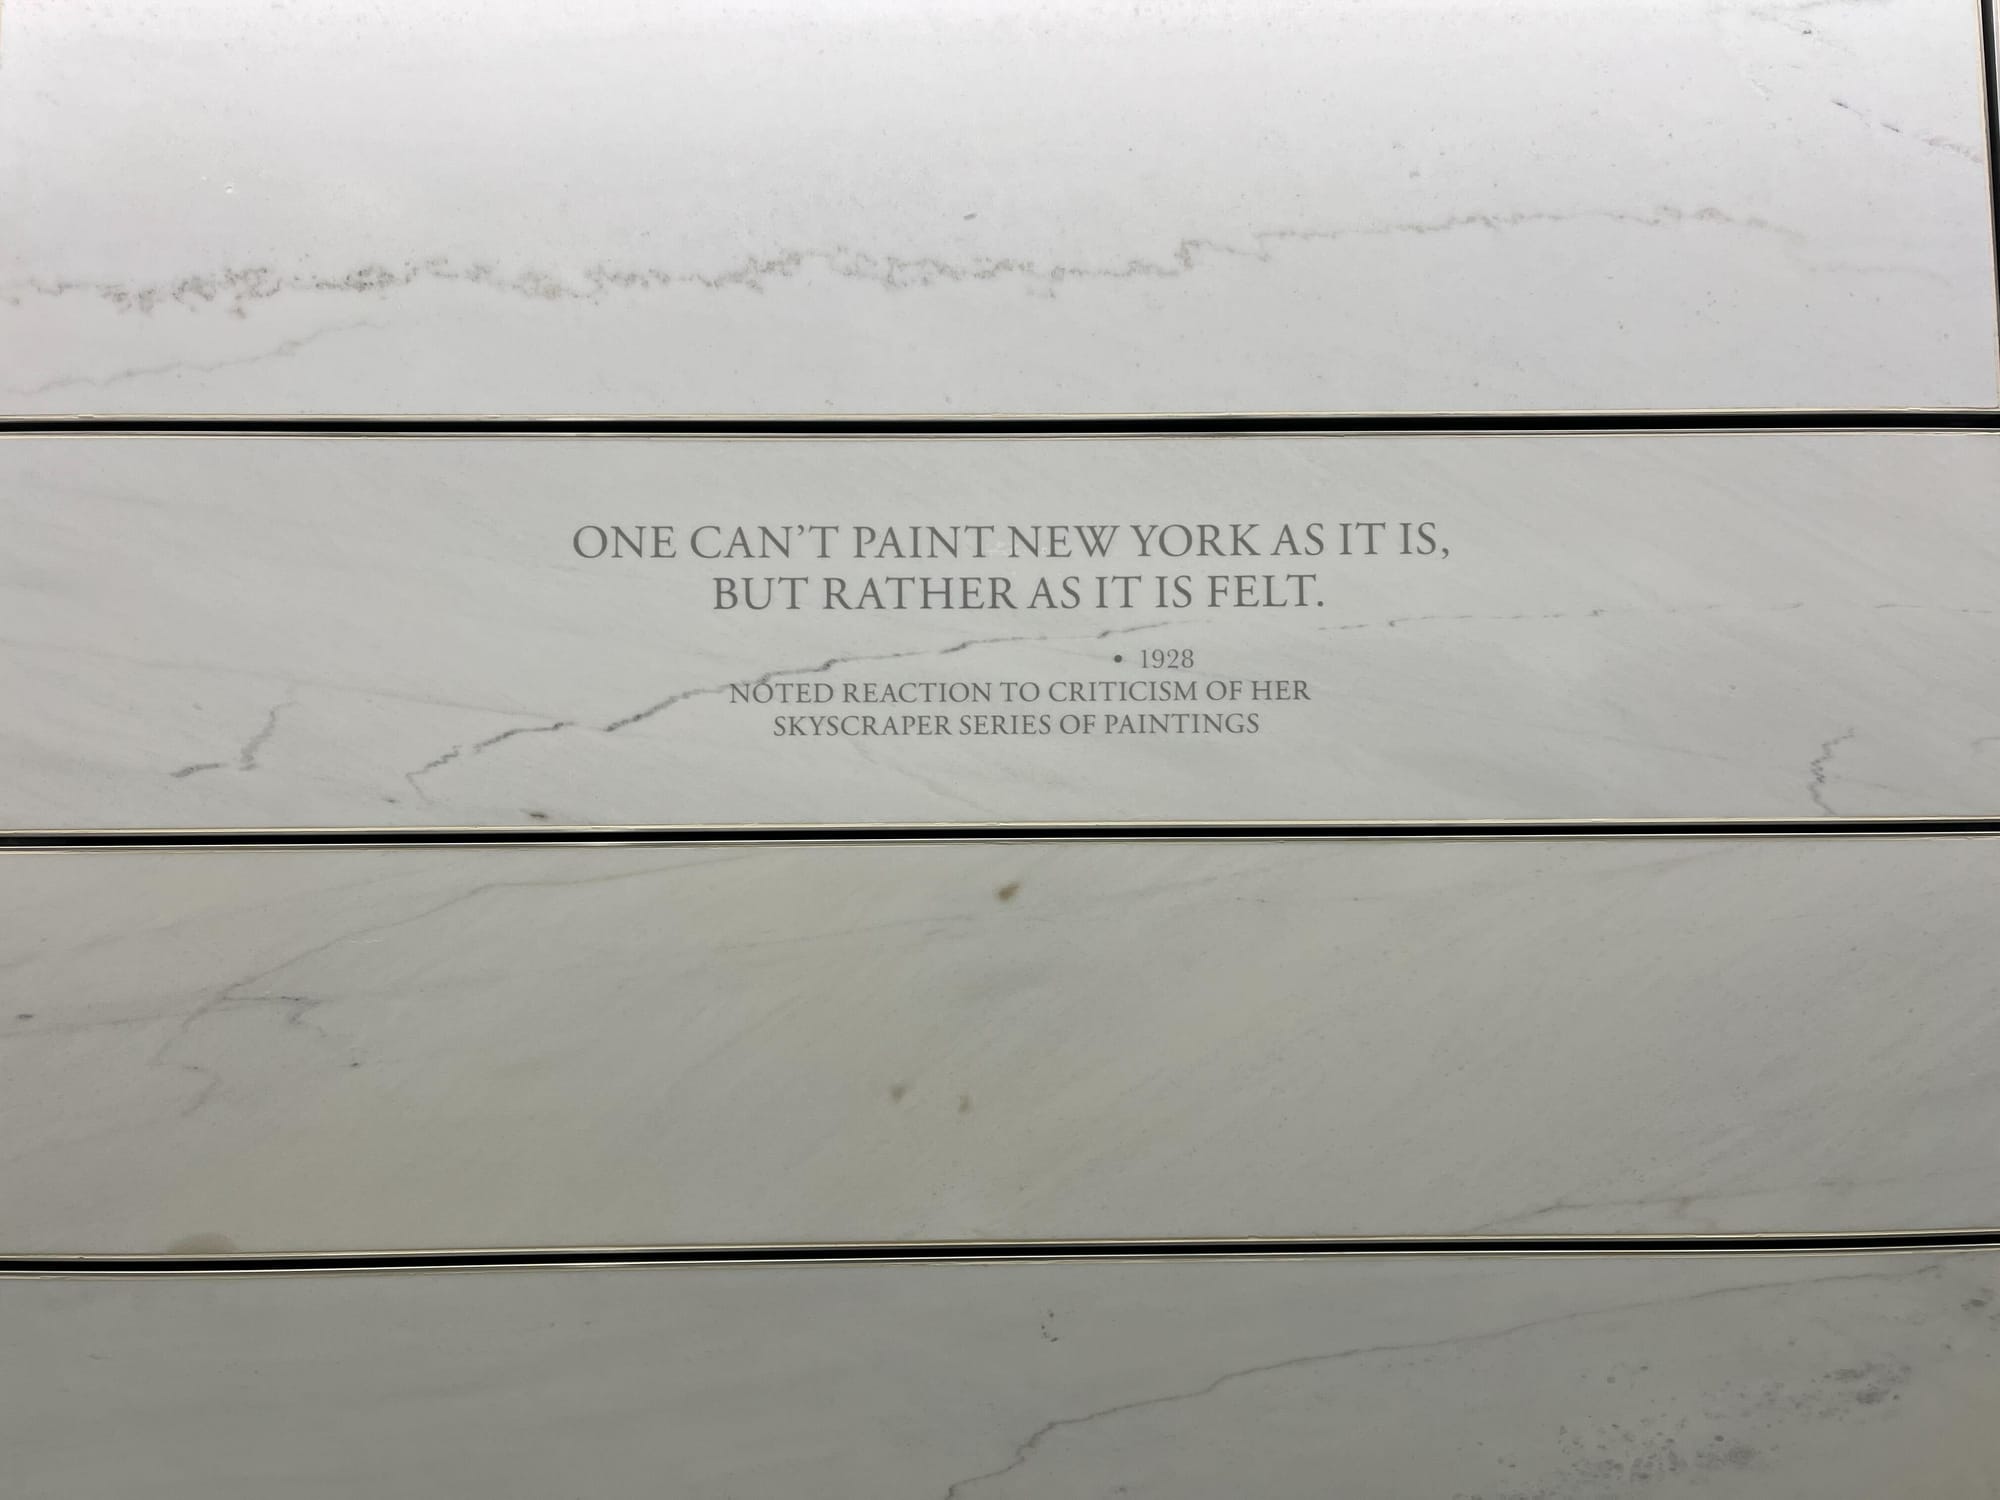 ONE CAN’T PAINT NEW YORK AS IT IS,
BUT RATHER AS IT IS FELT.
• 1928
NOTED REACTION TO CRITICISM OF HER
SKYSCRAPER SERIES OF PAINTINGS